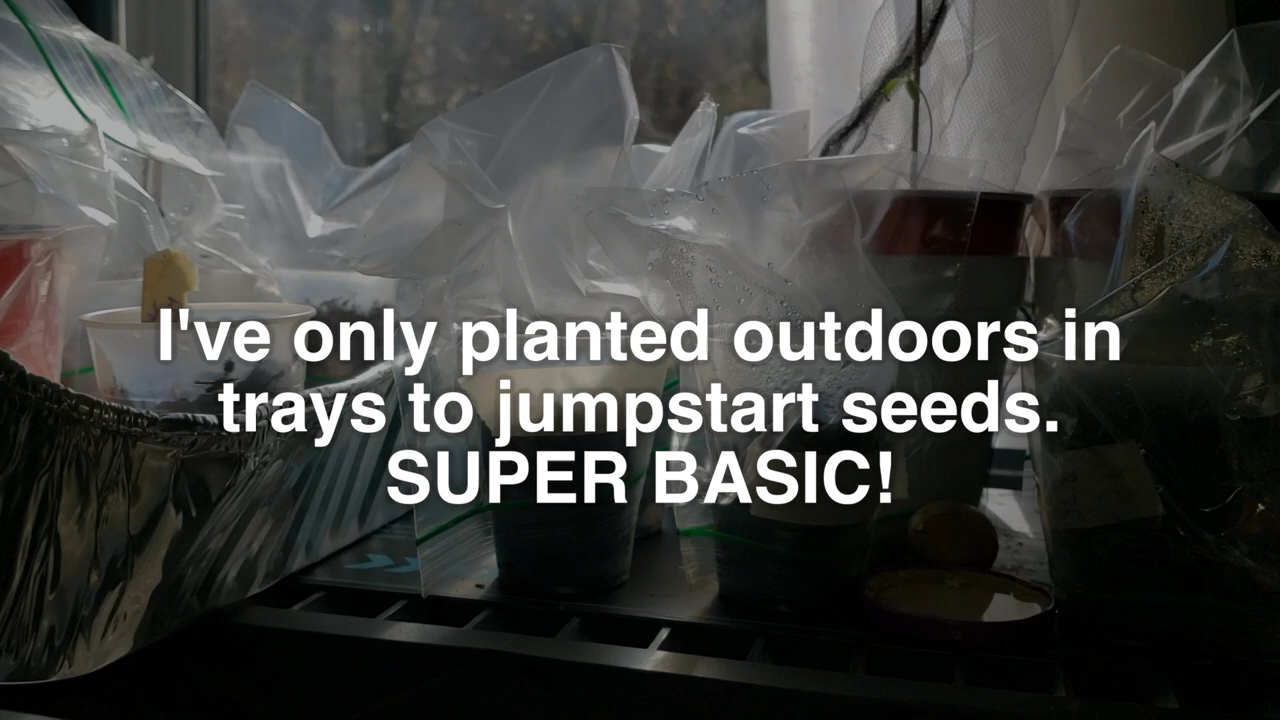 I've only planted outdoors in
trays to jumpstart seeds.
SUPER BASIC!